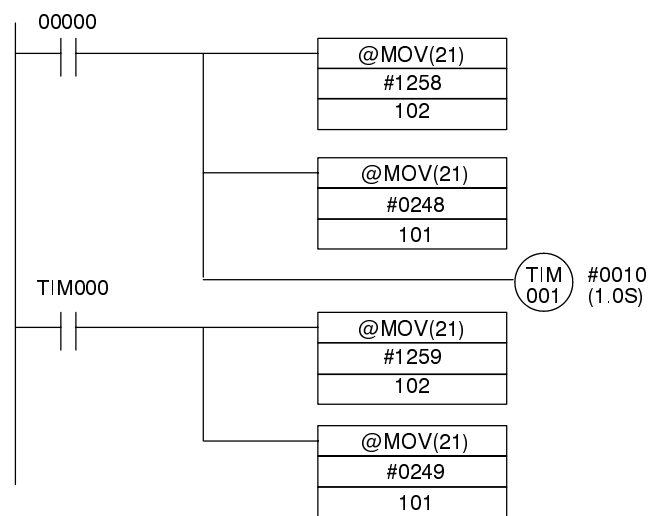 00000
@MOV(21)
#1258
102
@MOV(21)
#0248
101
TIM
001
#0010
(1.0S)
TIM000
@MOV(21)
#1259
102
@MOV(21)
#0249
101